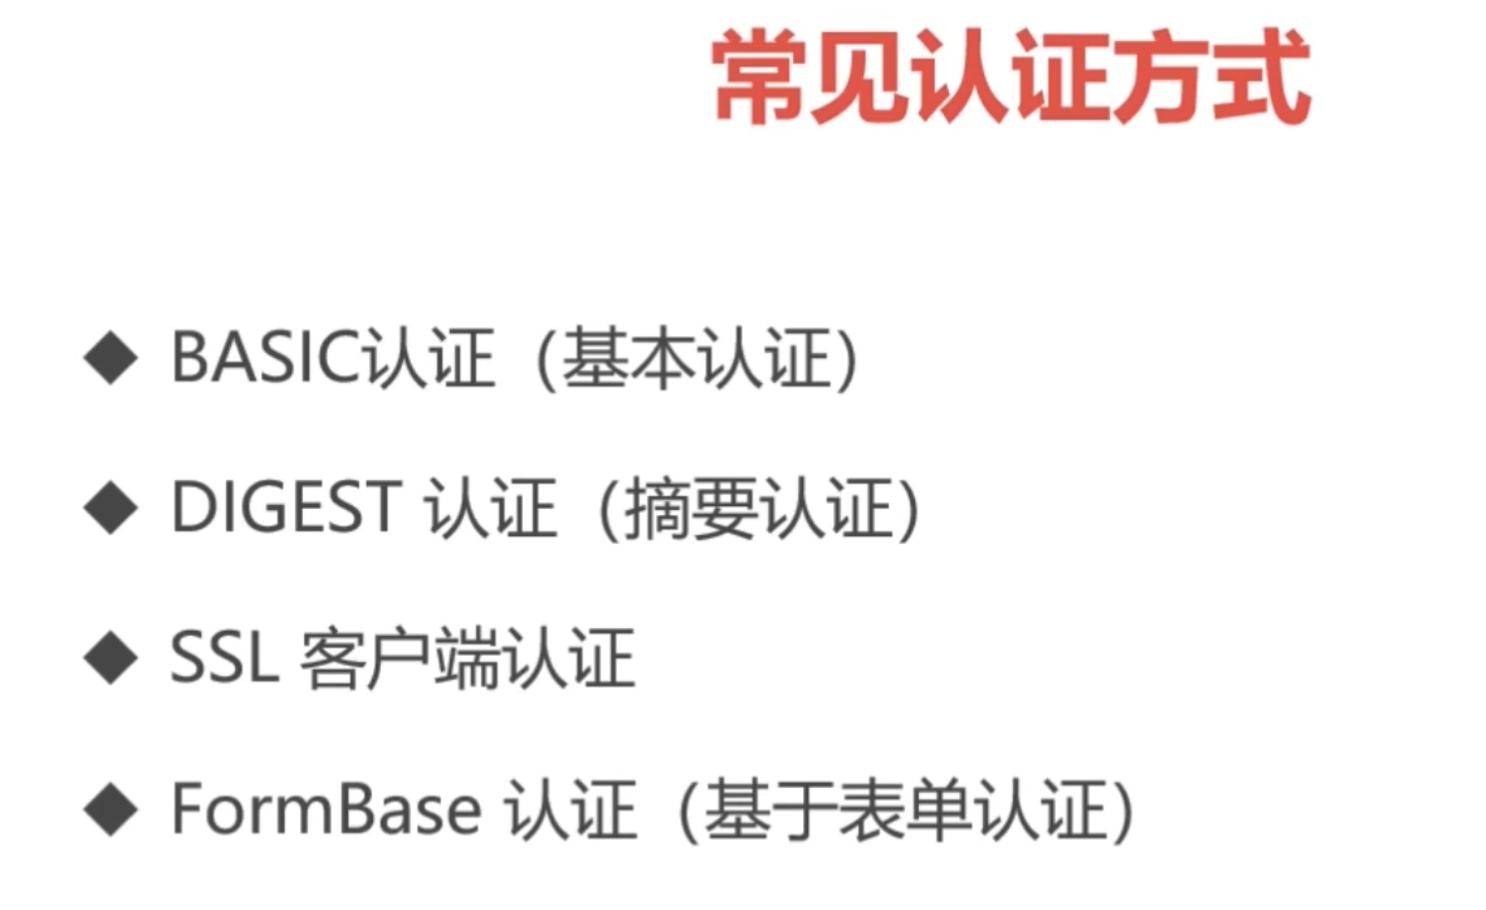 常见认证方式
◆ BASIC认证（基本认证）
◆ DIGEST 认证（摘要认证）
◆ SSL 客户端认证
◆ FormBase 认证（基于表单认证）